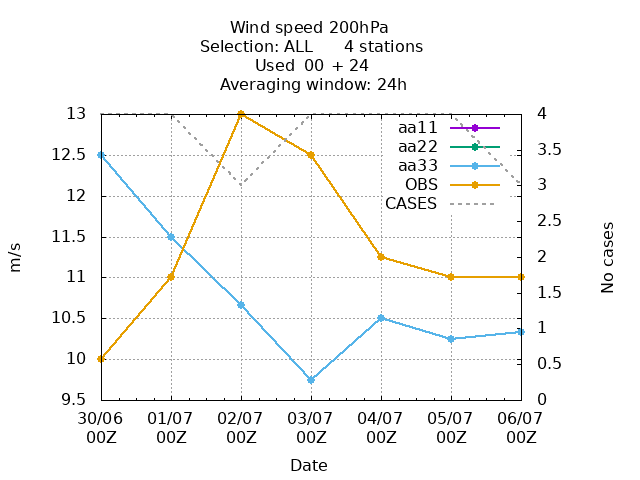 Wind speed 200hPa
Selection: ALL 4 stations
Used 00 + 24
Averaging window: 24h
aa11
aa22
aa33
OBS
CASES
m/s
13
12.5
12
11.5
11
10.5
10
9.5
No cases
4
3.5
3
2.5
2
1.5
1
0.5
0
30/06 01/07 02/07 03/07 04/07 05/07 06/07
00Z 00Z 00Z 00Z 00Z 00Z 00Z
Date